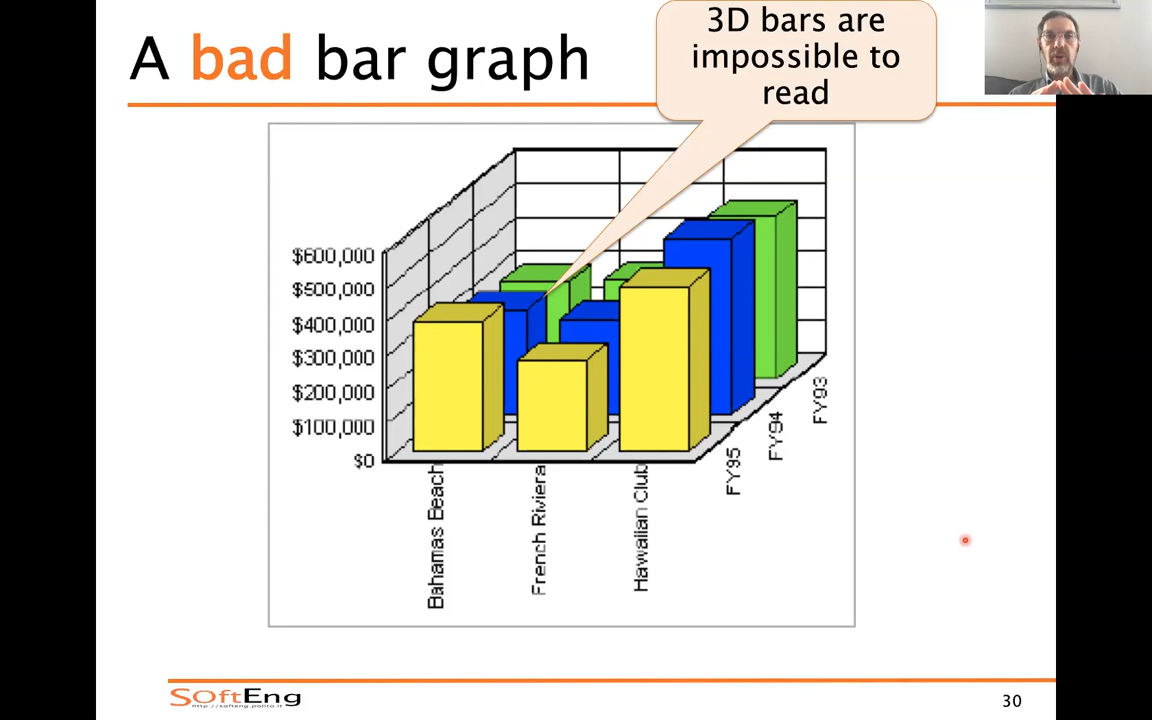 A bad bar graph
3D bars are
impossible to
read
$600,000
$500,000
$400,000
$300,000
$200,000
$100,000
$0
Bahamas Beach
French Riviera
Hawaiian Club
FY95
FY94
FY93
SOftEng
http://softeng.polito.it
30